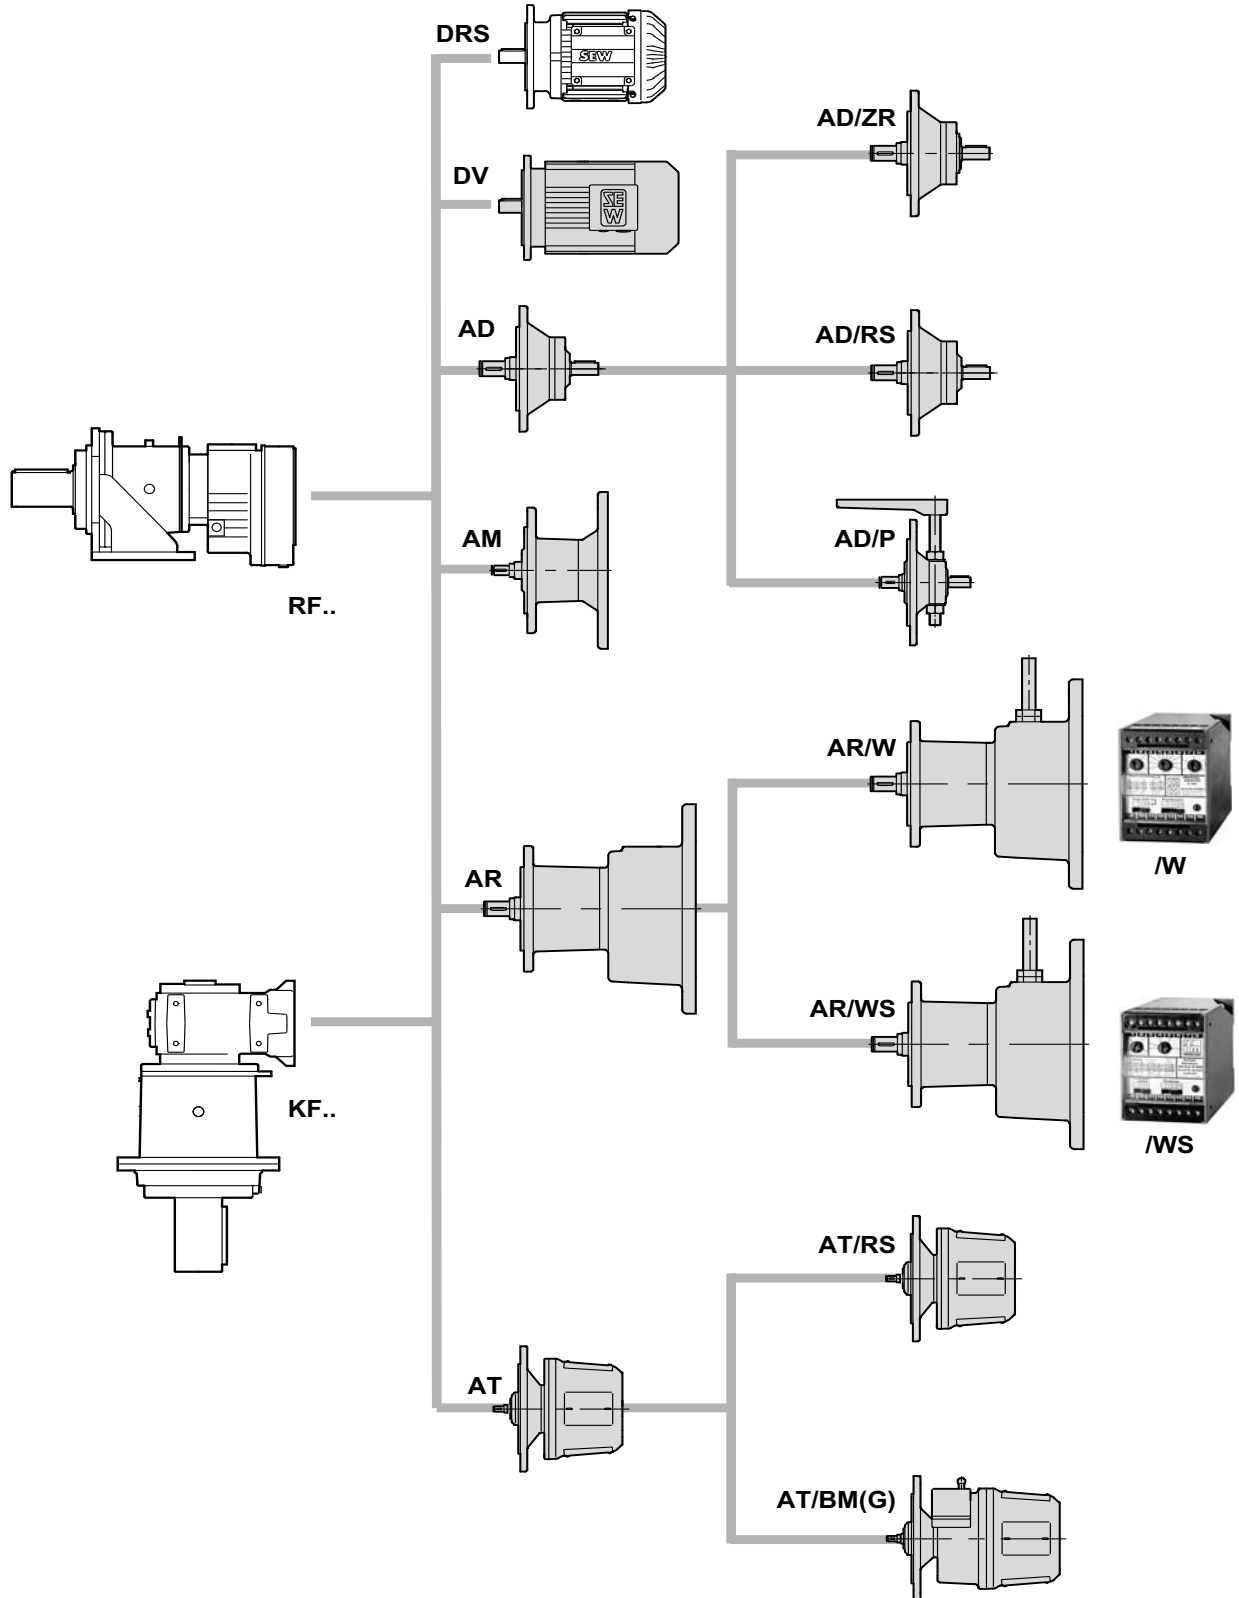 DRS
SEW
DV
SEW
AD/ZR
AD
AD/RS
AM
AD/P
RF..
AR/W
/W
AR
AR/WS
KF..
/WS
AT/RS
AT
AT/BM(G)